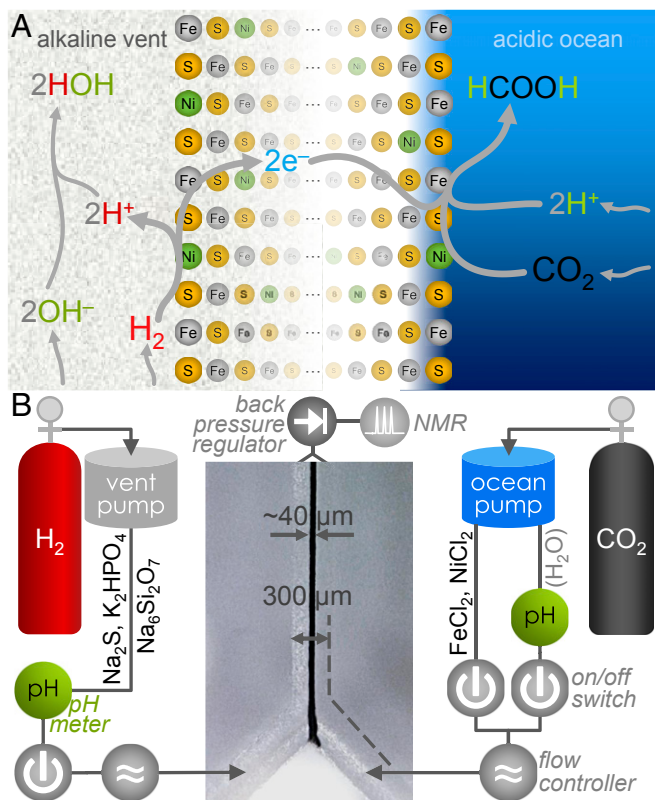 A
alkaline vent
acidic ocean
Fe S Ni S ... S Fe
S Fe S Fe ... Fe S
Ni S Fe S ... S Fe
S Fe S Fe ... Ni S
Fe S Ni S ... S Fe
S Fe S Fe ... Fe S
Ni S Fe S ... S Ni
S Fe S Ni ... Fe S
Fe S Fe S ... S Fe
S Fe S Fe ... Fe S
2HOH
2H⁺
2OH⁻
H₂
2e⁻
HCOOH
2H⁺
CO₂
B
back
pressure
regulator
NMR
H₂
vent
pump
Na₂S, K₂HPO₄
Na₆Si₂O₇
pH
pH
meter
≈
~40 µm
300 µm
ocean
pump
CO₂
FeCl₂, NiCl₂
(H₂O)
pH
on/off
switch
≈
flow
controller